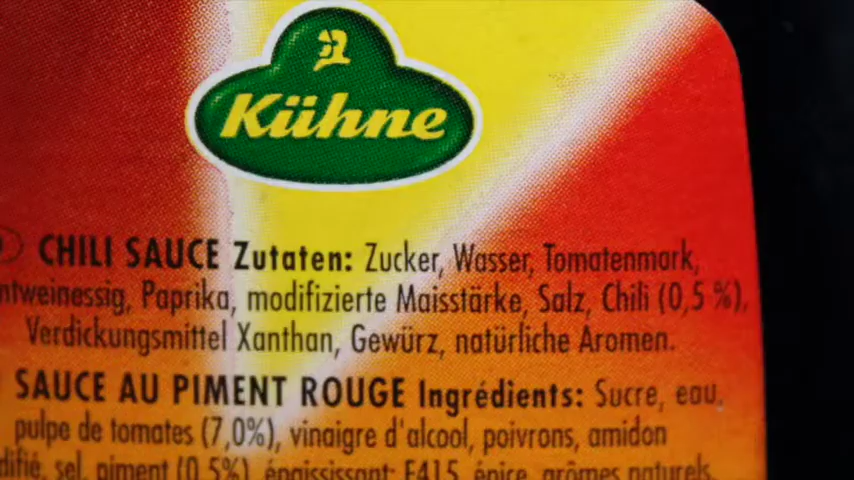 Kühne
CHILI SAUCE Zutaten: Zucker, Wasser, Tomatenmark,
ntweinessig, Paprika, modifizierte Maisstärke, Salz, Chili (0,5 %),
Verdickungsmittel Xanthan, Gewürz, natürliche Aromen.
SAUCE AU PIMENT ROUGE Ingrédients: Sucre, eau,
pulpe de tomates (7,0%), vinaigre d'alcool, poivrons, amidon
difié, sel, piment (0,5%), épaississant: E415, épice, arômes naturels.